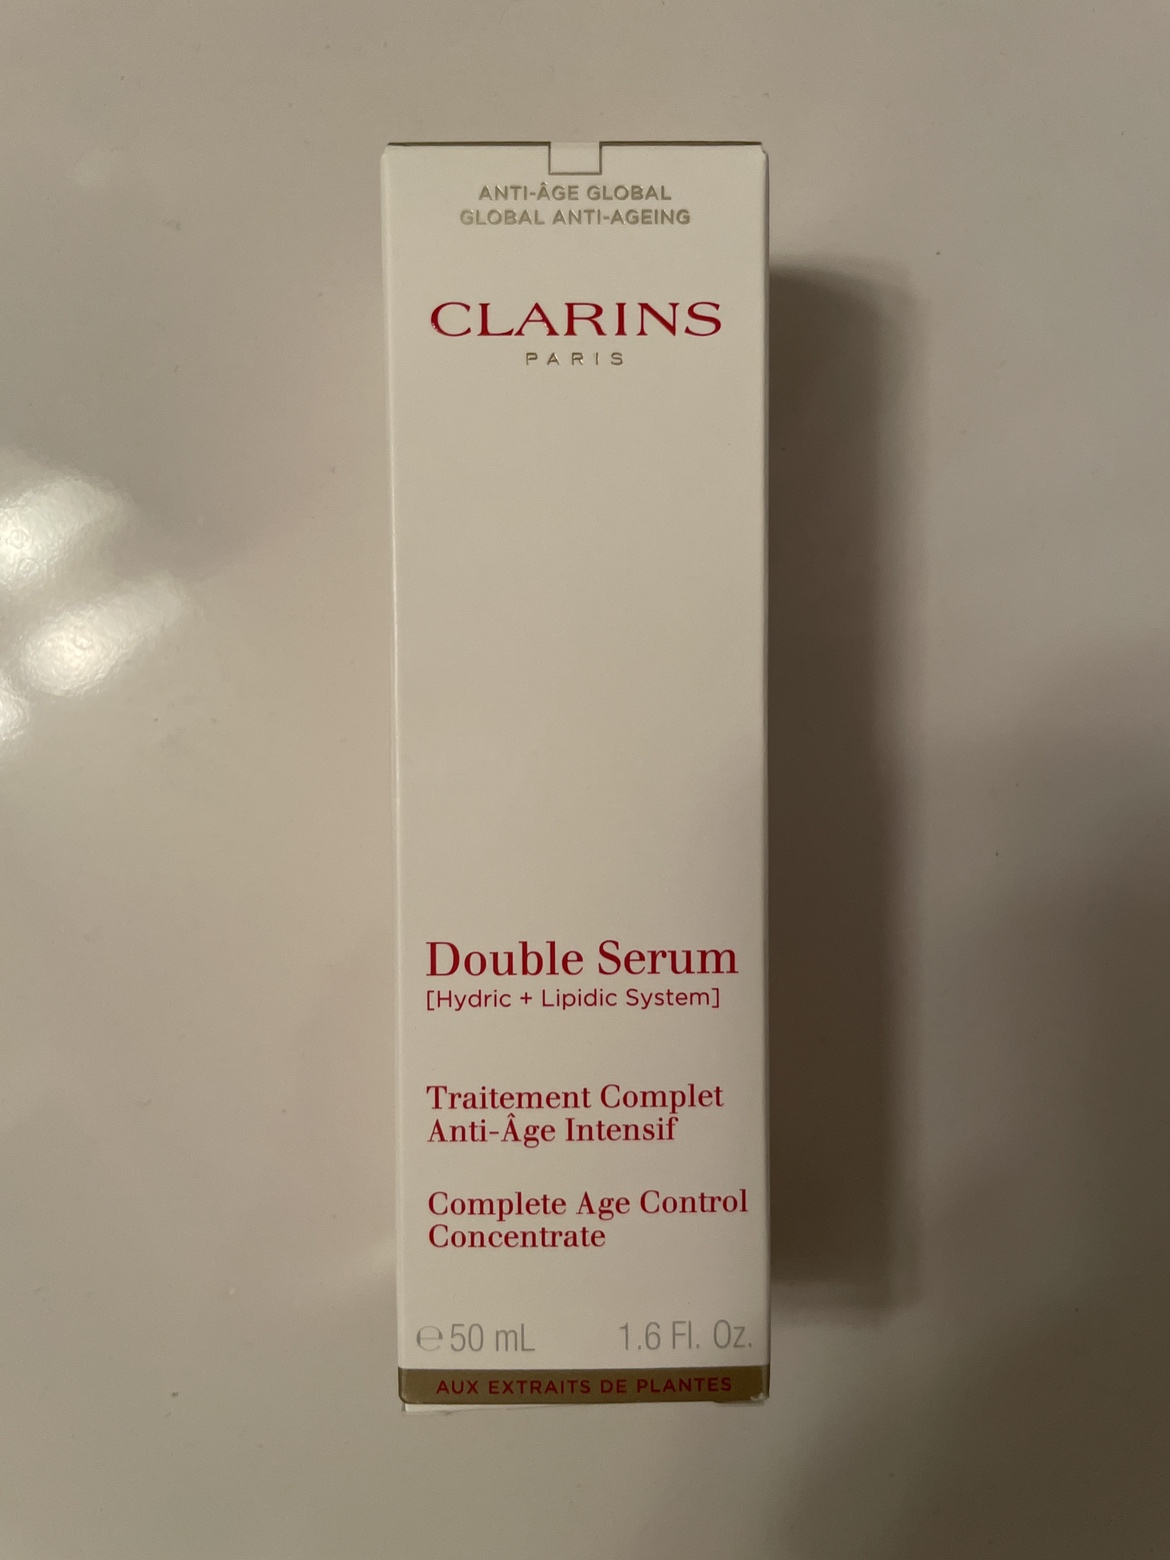 ANTI-ÂGE GLOBAL
GLOBAL ANTI-AGEING
CLARINS
PARIS
Double Serum
[Hydric + Lipidic System]
Traitement Complet
Anti-Âge Intensif
Complete Age Control
Concentrate
℮ 50 mL 1.6 Fl. Oz.
AUX EXTRAITS DE PLANTES